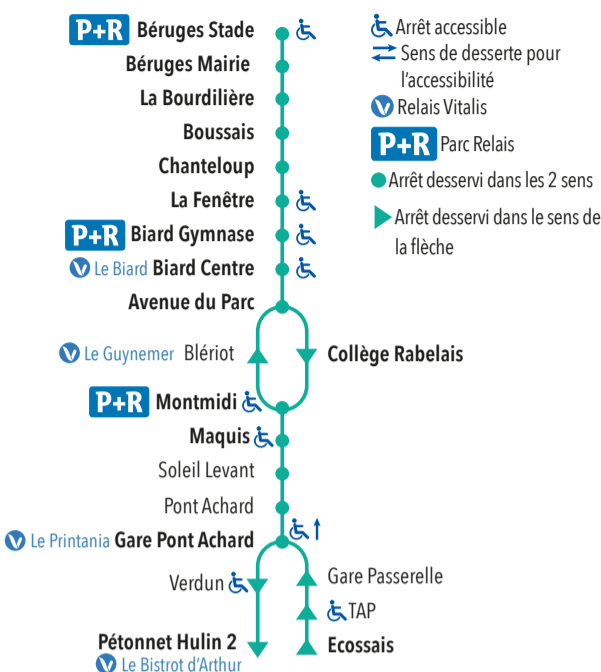 P+R Béruges Stade
Béruges Mairie
La Bourdilière
Boussais
Chanteloup
La Fenêtre
P+R Biard Gymnase
Le Biard Biard Centre
Avenue du Parc
Le Guynemer Blériot
Collège Rabelais
P+R Montmidi
Maquis
Soleil Levant
Pont Achard
Le Printania Gare Pont Achard
Verdun
Gare Passerelle
TAP
Pétonnet Hulin 2
Ecossais
V Le Bistrot d'Arthur
Arrêt accessible
Sens de desserte pour
l'accessibilité
V Relais Vitalis
P+R Parc Relais
Arrêt desservi dans les 2 sens
Arrêt desservi dans le sens de
la flèche